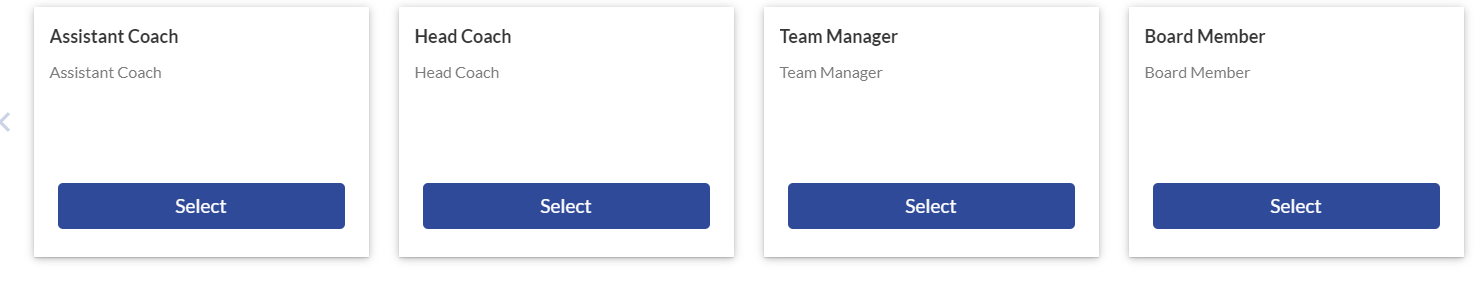 Assistant Coach
Assistant Coach
Select
Head Coach
Head Coach
Select
Team Manager
Team Manager
Select
Board Member
Board Member
Select